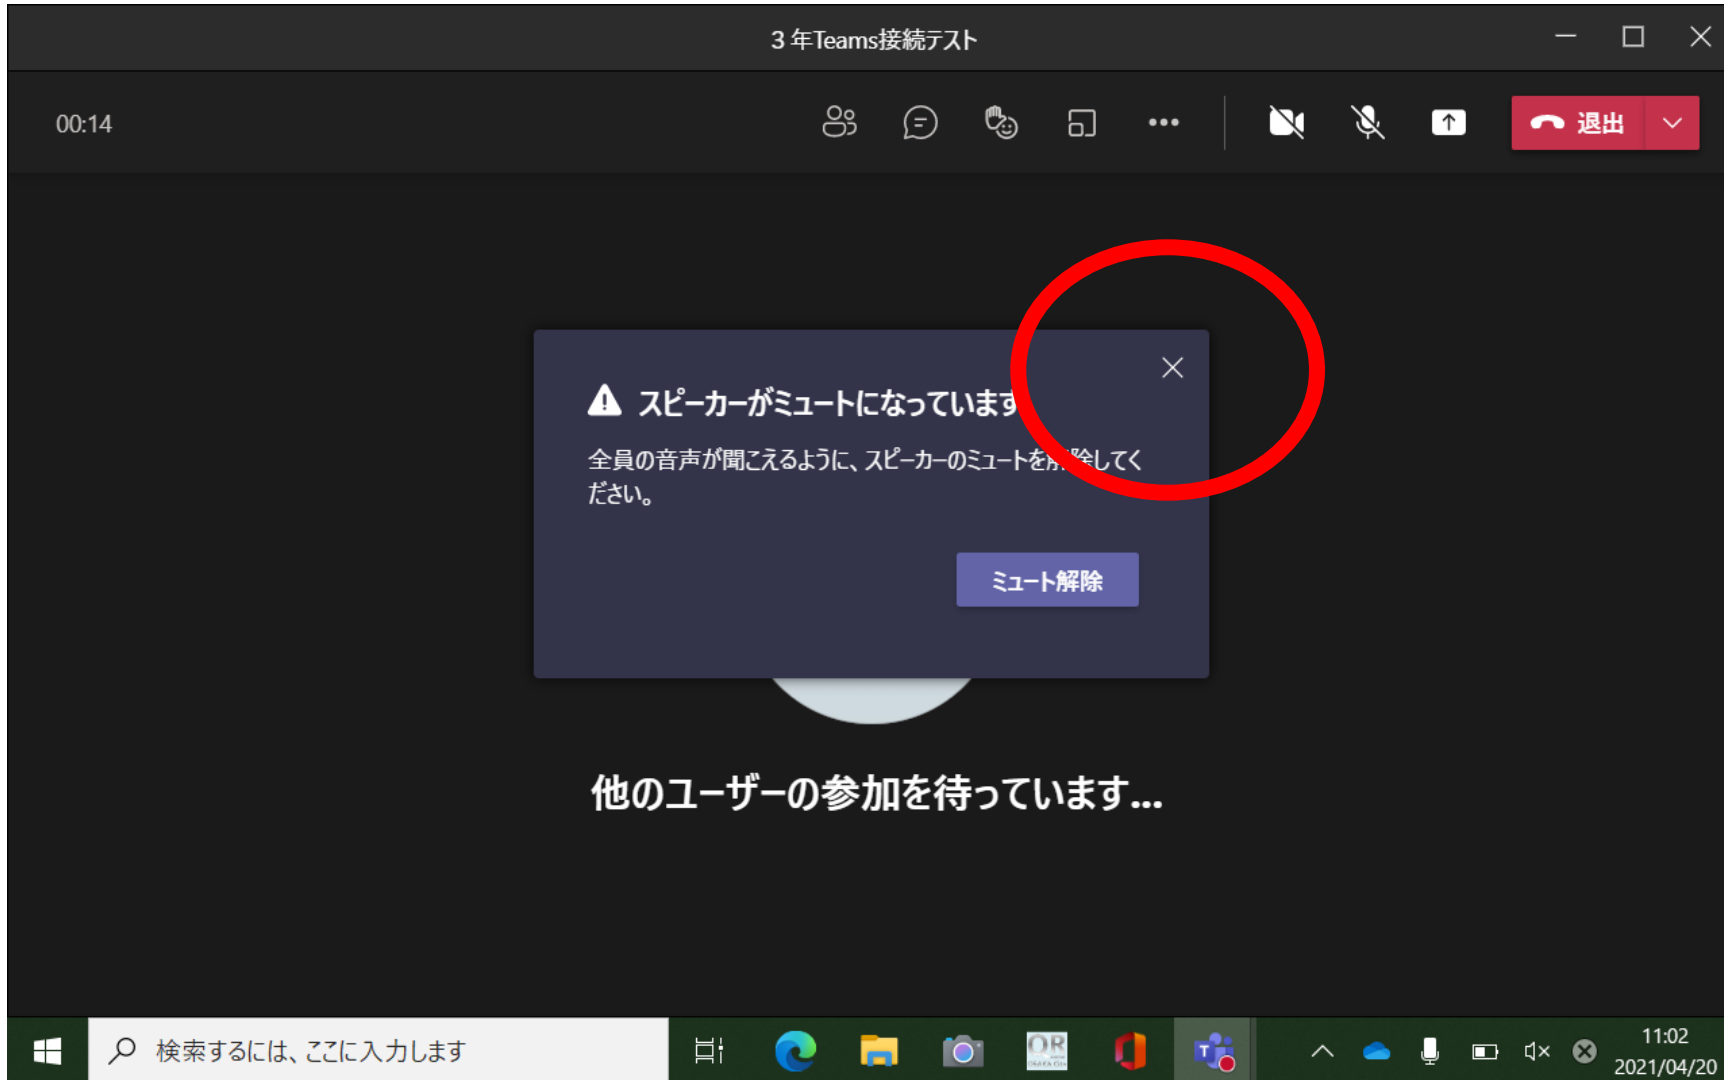 ３年Teams接続テスト
00:14
退出
スピーカーがミュートになっています
全員の音声が聞こえるように、スピーカーのミュートを解除してく
ださい。
ミュート解除
他のユーザーの参加を待っています...
検索するには、ここに入力します
QR
11:02
2021/04/20